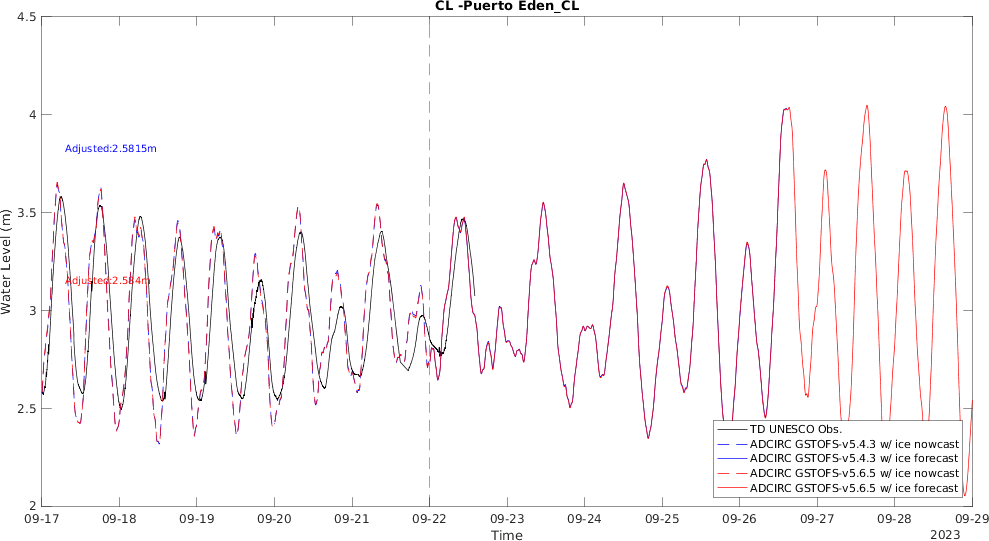 CL -Puerto Eden_CL
4.5
4
3.5
3
2.5
2
Water Level (m)
Adjusted:2.5815m
Adjusted:2.584m
TD UNESCO Obs.
ADCIRC GSTOFS-v5.4.3 w/ ice nowcast
ADCIRC GSTOFS-v5.4.3 w/ ice forecast
ADCIRC GSTOFS-v5.6.5 w/ ice nowcast
ADCIRC GSTOFS-v5.6.5 w/ ice forecast
09-17 09-18 09-19 09-20 09-21 09-22 09-23 09-24 09-25 09-26 09-27 09-28 09-29
Time
2023